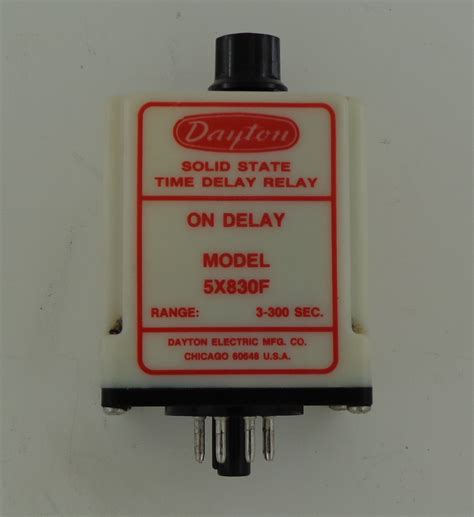 Dayton
SOLID STATE
TIME DELAY RELAY
ON DELAY
MODEL
5X830F
RANGE: 3-300 SEC.
DAYTON ELECTRIC MFG. CO.
CHICAGO 60648 U.S.A.